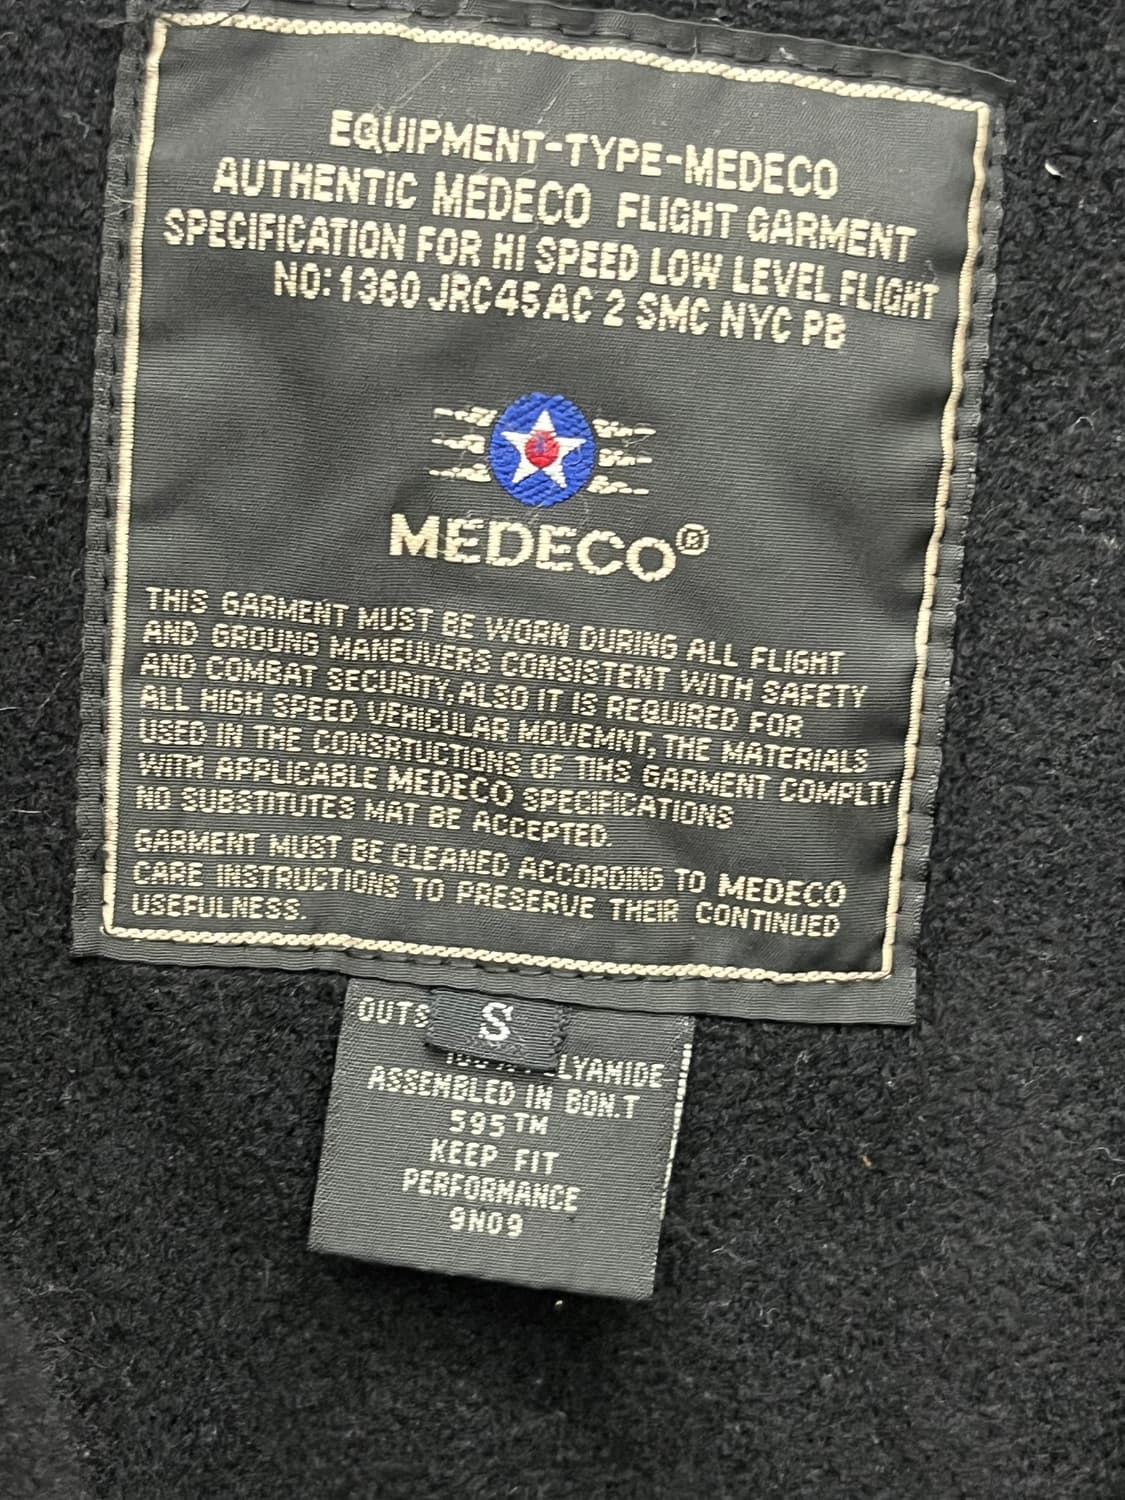 EQUIPMENT-TYPE-MEDECO
AUTHENTIC MEDECO FLIGHT GARMENT
SPECIFICATION FOR HI SPEED LOW LEVEL FLIGHT
NO:1360 JRC45AC 2 SMC NYC PB
MEDECO®
THIS GARMENT MUST BE WORN DURING ALL FLIGHT
AND GROUNG MANEUVERS CONSISTENT WITH SAFETY
AND COMBAT SECURITY,ALSO IT IS REQUIRED FOR
ALL HIGH SPEED VEHICULAR MOVEMNT,THE MATERIALS
USED IN THE CONSRTUCTIONS OF TIHS GARMENT COMPLTY
WITH APPLICABLE MEDECO SPECIFICATIONS
NO SUBSTITUTES MAT BE ACCEPTED.
GARMENT MUST BE CLEANED ACCORDING TO MEDECO
CARE INSTRUCTIONS TO PRESERVE THEIR CONTINUED
USEFULNESS.
OUTS
S
LYAMIDE
ASSEMBLED IN BON.T
595™
KEEP FIT
PERFORMANCE
9N09